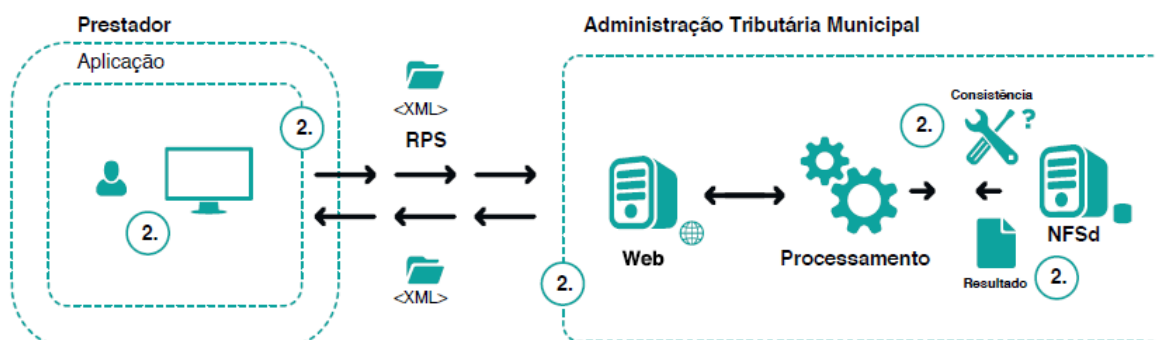 Prestador
Aplicação
2.
2.
<XML>
RPS
<XML>
Administração Tributária Municipal
Consistência
2.
?
Web
Processamento
NFSd
Resultado
2.
2.